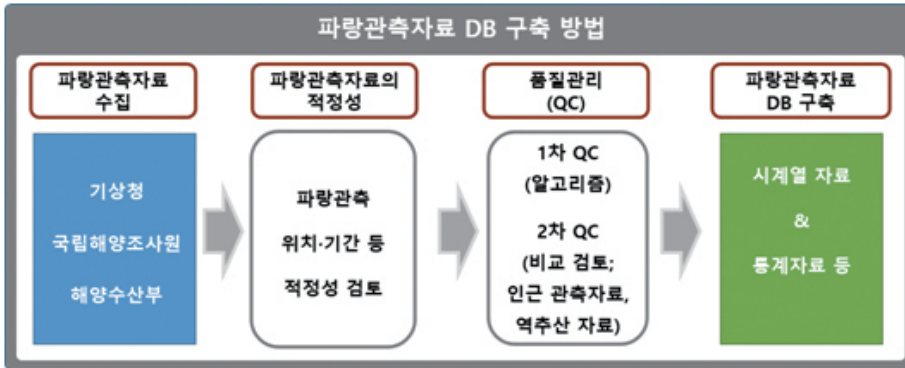 파랑관측자료 DB 구축 방법
파랑관측자료
수집
파랑관측자료의
적정성
품질관리
(QC)
파랑관측자료
DB 구축
기상청
국립해양조사원
해양수산부
파랑관측
위치·기간 등
적정성 검토
1차 QC
(알고리즘)
2차 QC
(비교 검토;
인근 관측자료,
역추산 자료)
시계열 자료
&
통계자료 등